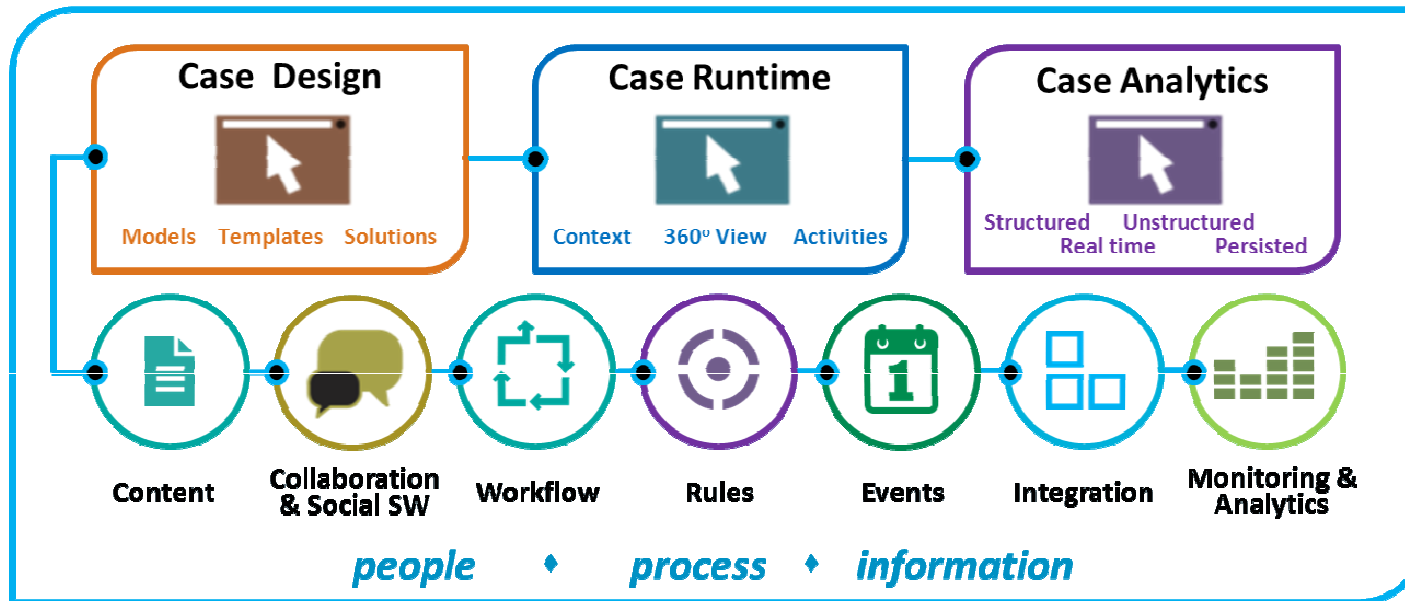 Case Design
Case Runtime
Case Analytics
Models Templates Solutions
Context 360º View Activities
Structured Unstructured
Real time Persisted
1
Content
Collaboration
& Social SW
Workflow
Rules
Events
Integration
Monitoring &
Analytics
people ♦ process ♦ information